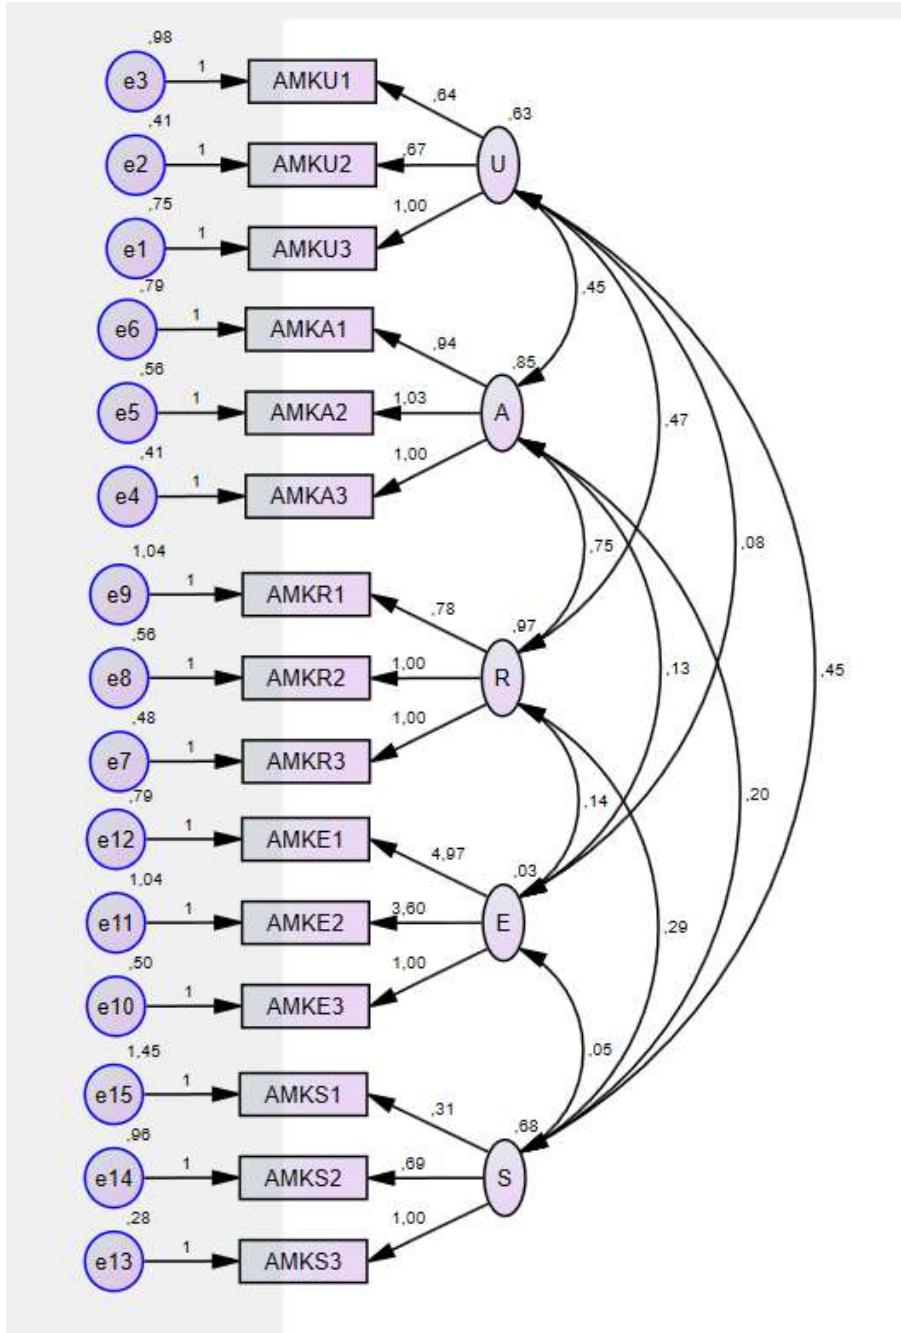 ,98
e3 1 AMKU1 ,64 ,63
,41
e2 1 AMKU2 ,67 U
,75
e1 1 AMKU3 1,00
,79 ,45
e6 1 AMKA1 ,94 ,85
,56
e5 1 AMKA2 1,03 A ,47
,41
e4 1 AMKA3 1,00
1,04 ,75 ,08
e9 1 AMKR1 ,78 ,97
,56
e8 1 AMKR2 1,00 R ,13 ,45
,48
e7 1 AMKR3 1,00
,79 ,14 ,20
e12 1 AMKE1 4,97 ,03
1,04
e11 1 AMKE2 3,60 E ,29
,50
e10 1 AMKE3 1,00
1,45 ,05
e15 1 AMKS1 ,31 ,68
,96
e14 1 AMKS2 ,69 S
,28
e13 1 AMKS3 1,00